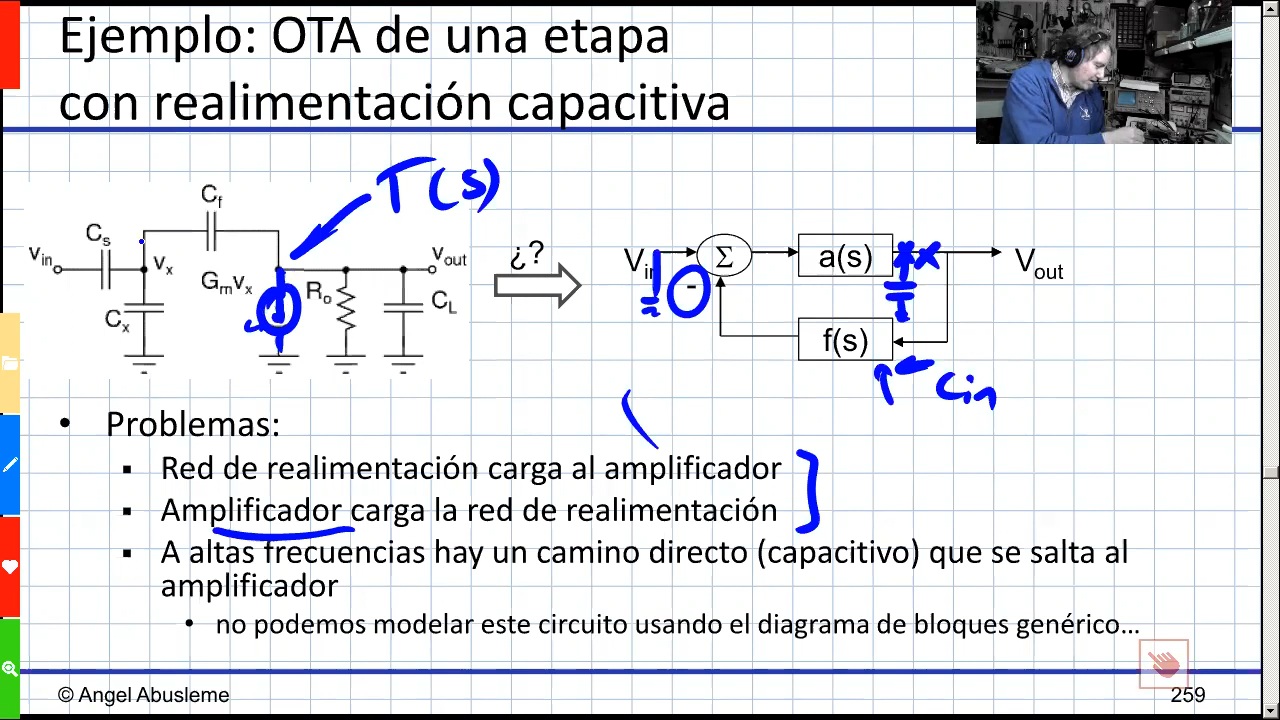 Ejemplo: OTA de una etapa
con realimentación capacitiva
T(s)
Cf
Cs
vin
vx
Gmvx
Ro
vout
CL
Cx
¿?
Vin
Σ
-
a(s)
Vout
f(s)
Cin
• Problemas:
▪ Red de realimentación carga al amplificador
▪ Amplificador carga la red de realimentación
▪ A altas frecuencias hay un camino directo (capacitivo) que se salta al
amplificador
• no podemos modelar este circuito usando el diagrama de bloques genérico...
© Angel Abusleme
259